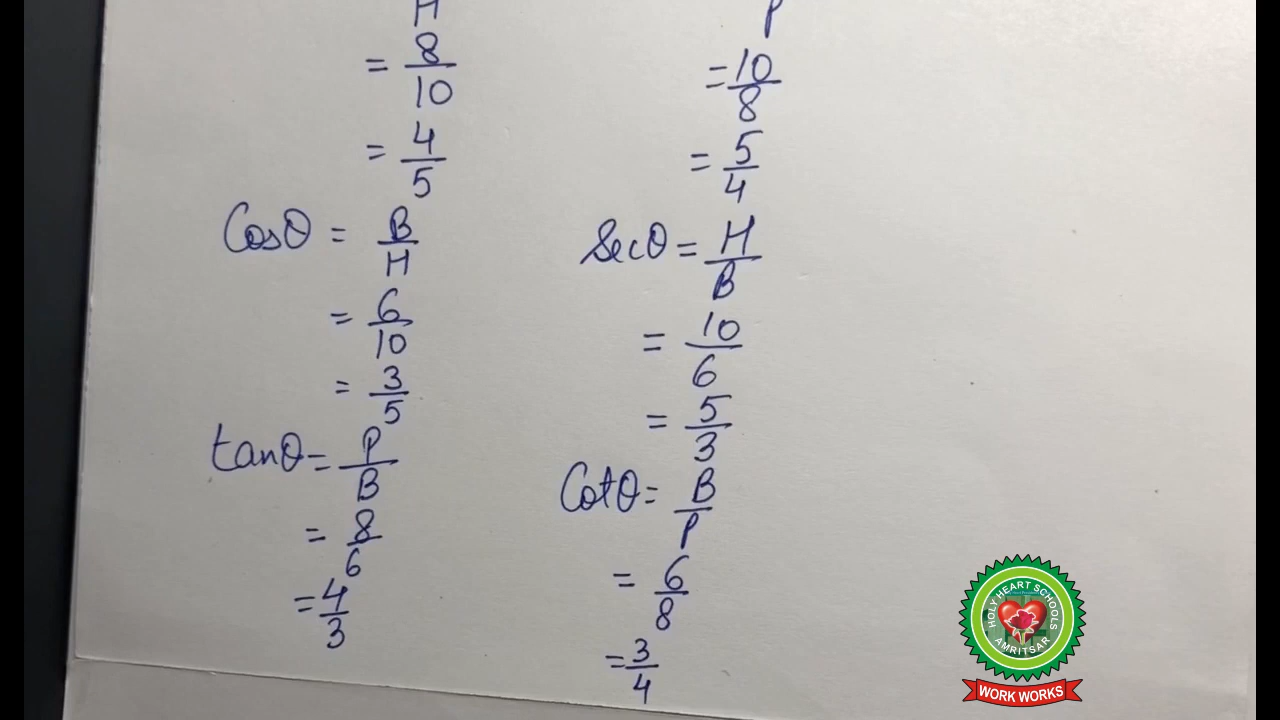 H
= 8/10
= 4/5
Cosθ = B/H
= 6/10
= 3/5
tanθ = P/B
= 8/6
= 4/3
P
= 10/8
= 5/4
Secθ = H/B
= 10/6
= 5/3
Cotθ = B/P
= 6/8
= 3/4
HOLY HEART SCHOOLS
AMRITSAR
WORK WORKS